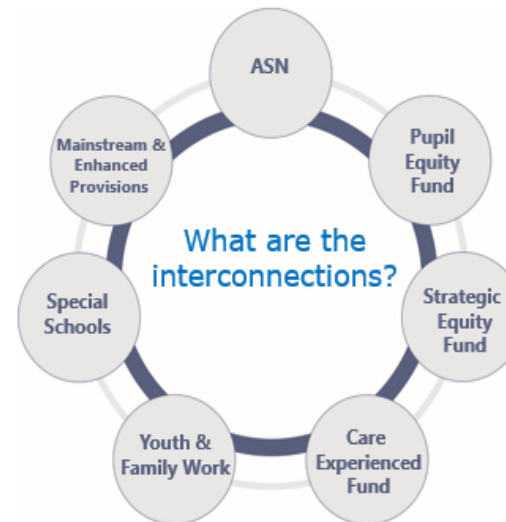 ASN
Pupil
Equity
Fund
Strategic
Equity
Fund
Care
Experienced
Fund
Youth &
Family Work
Special
Schools
Mainstream &
Enhanced
Provisions
What are the
interconnections?